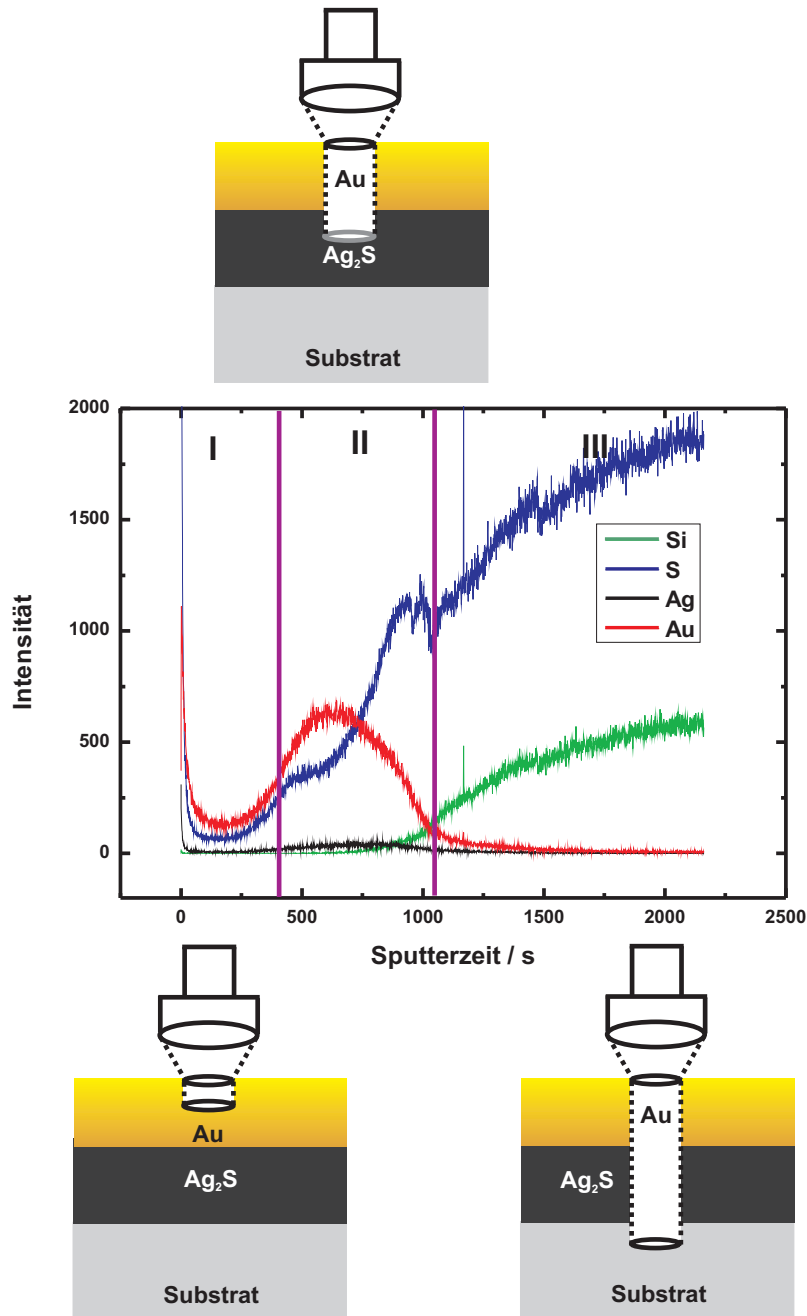 Au
Ag₂S
Substrat
2000
I
II
III
1500
Si
S
Ag
Au
1000
Intensität
500
0
0
500
1000
1500
2000
2500
Sputterzeit / s
Au
Ag₂S
Substrat
Au
Ag₂S
Substrat